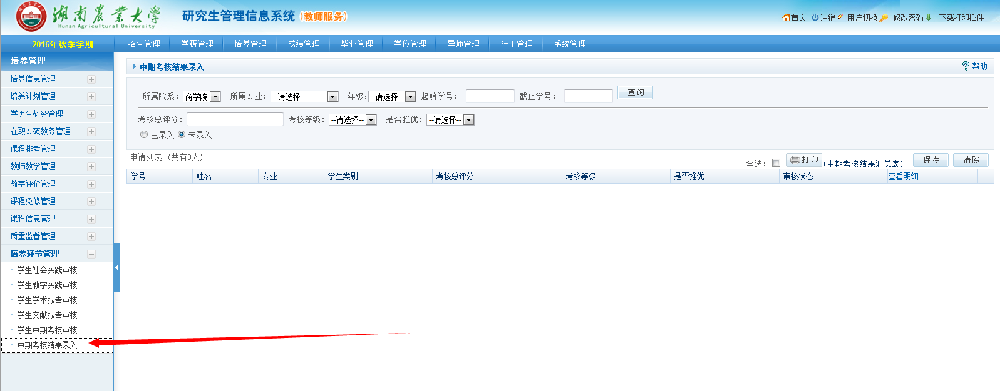 湖南农业大学
Hunan Agricultural University
研究生管理信息系统(教师服务)
首页 注销 用户切换 修改密码 下载打印插件
2016年秋季学期 招生管理 学籍管理 培养管理 成绩管理 毕业管理 学位管理 导师管理 研工管理 系统管理
培养管理
培养信息管理
培养计划管理
学历生教务管理
在职专硕教务管理
课程排考管理
教师教学管理
教学评价管理
课程免修管理
课程信息管理
质量监督管理
培养环节管理
学生社会实践审核
学生教学实践审核
学生学术报告审核
学生文献报告审核
学生中期考核审核
中期考核结果录入
中期考核结果录入 帮助
所属院系: 商学院 所属专业: --请选择-- 年级: --请选择-- 起始学号: 截止学号: 查询
考核总评分: 考核等级: --请选择-- 是否推优: --请选择--
已录入 未录入
申请列表 (共有0人)
全选: 打印 (中期考核结果汇总表) 保存 清除
学号 姓名 专业 学生类别 考核总评分 考核等级 是否推优 审核状态 查看明细